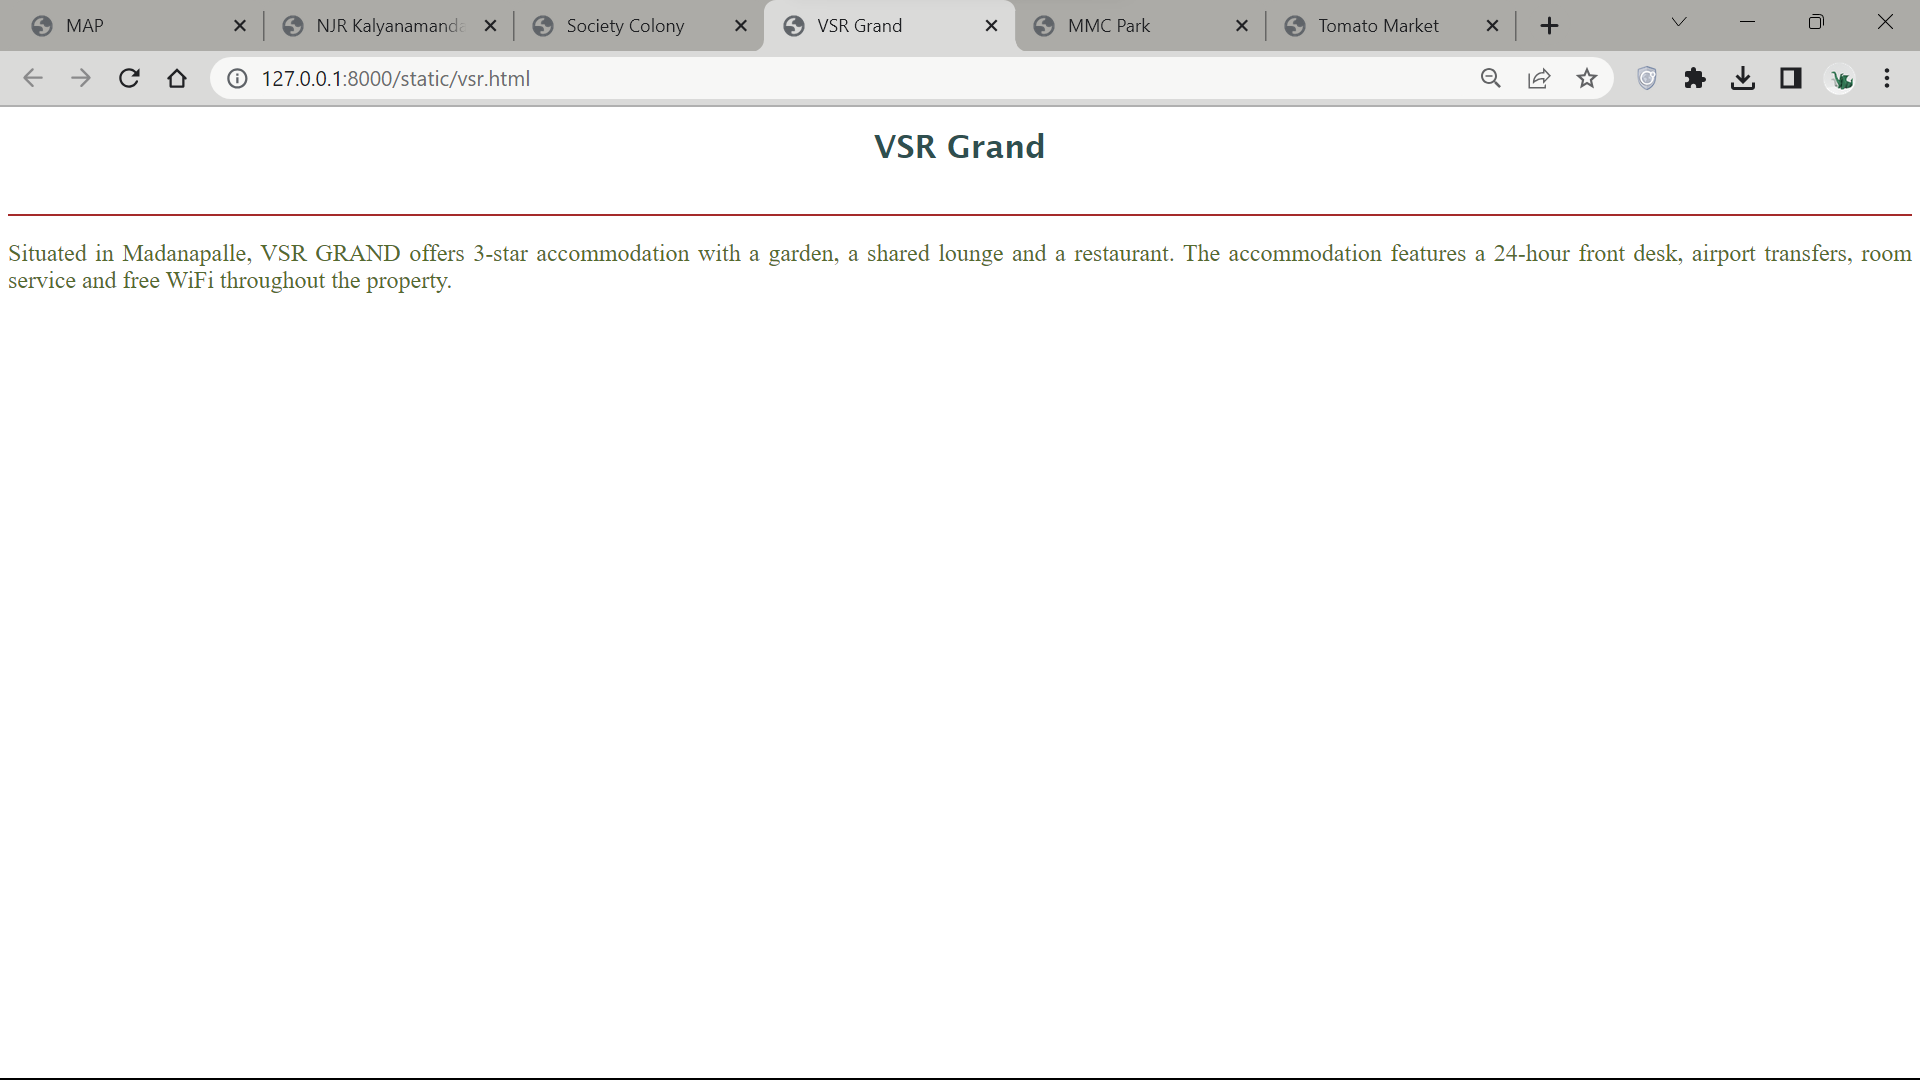 MAP
NJR Kalyanamanda
Society Colony
VSR Grand
MMC Park
Tomato Market
127.0.0.1:8000/static/vsr.html
VSR Grand
Situated in Madanapalle, VSR GRAND offers 3-star accommodation with a garden, a shared lounge and a restaurant. The accommodation features a 24-hour front desk, airport transfers, room
service and free WiFi throughout the property.